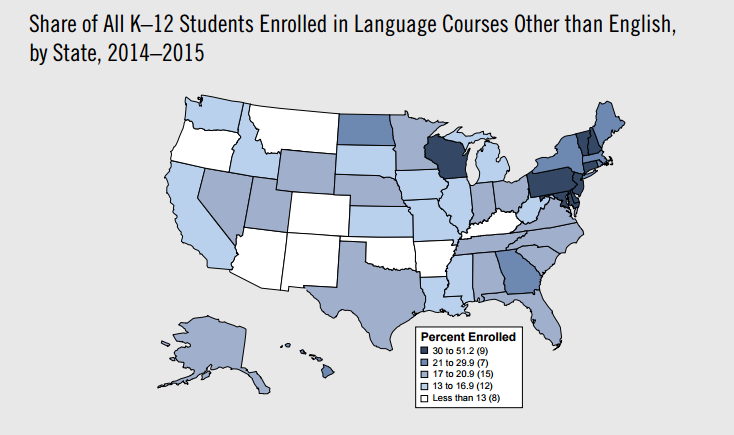 Share of All K–12 Students Enrolled in Language Courses Other than English,
by State, 2014–2015
Percent Enrolled
30 to 51.2 (9)
21 to 29.9 (7)
17 to 20.9 (15)
13 to 16.9 (12)
Less than 13 (8)